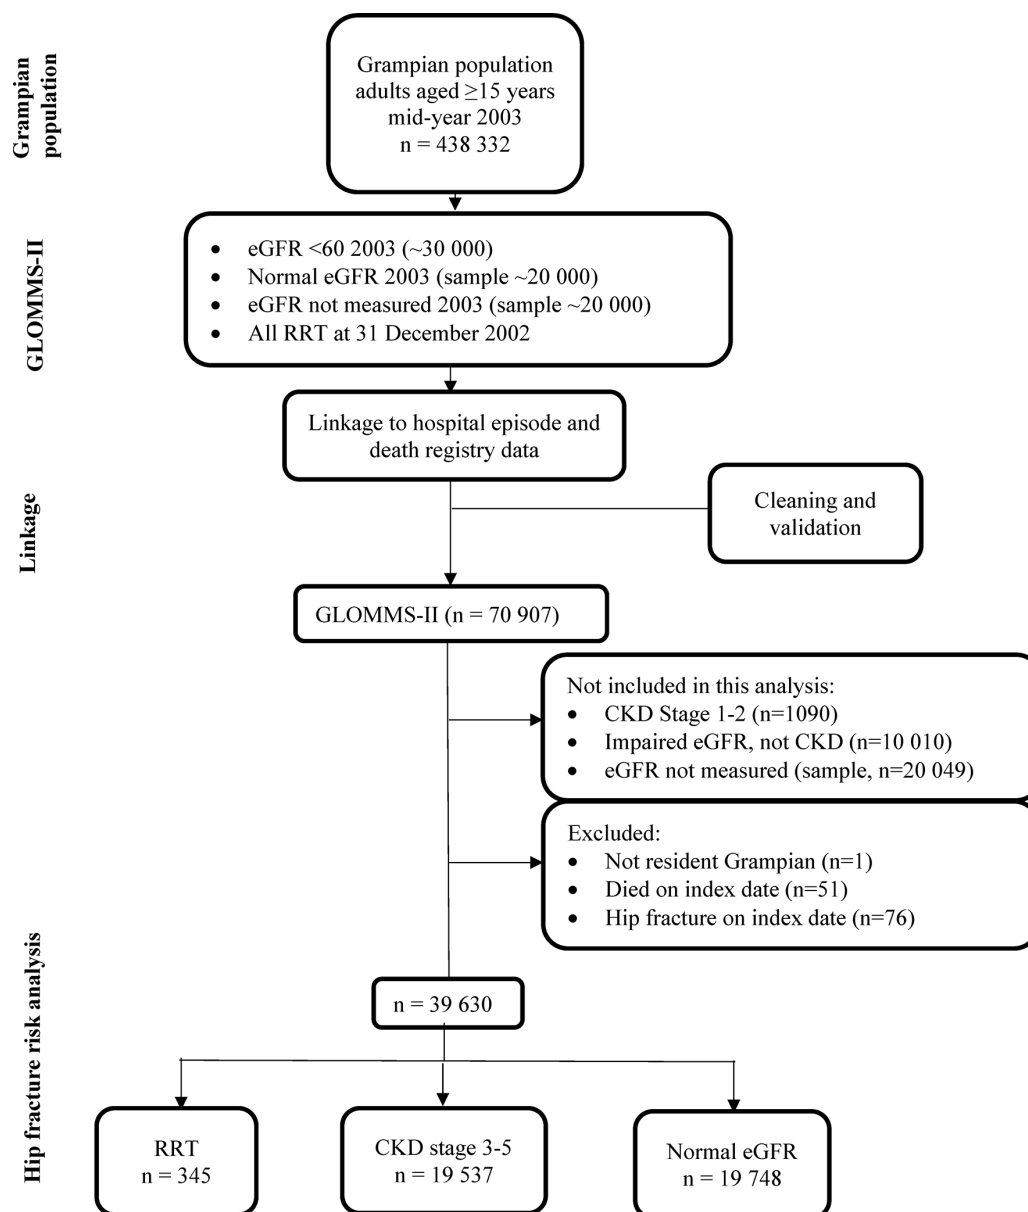 Grampian
population
Grampian population
adults aged ≥15 years
mid-year 2003
n = 438 332
GLOMMS-II
• eGFR <60 2003 (~30 000)
• Normal eGFR 2003 (sample ~20 000)
• eGFR not measured 2003 (sample ~20 000)
• All RRT at 31 December 2002
Linkage
Linkage to hospital episode and
death registry data
Cleaning and
validation
GLOMMS-II (n = 70 907)
Not included in this analysis:
• CKD Stage 1-2 (n=1090)
• Impaired eGFR, not CKD (n=10 010)
• eGFR not measured (sample, n=20 049)
Excluded:
• Not resident Grampian (n=1)
• Died on index date (n=51)
• Hip fracture on index date (n=76)
Hip fracture risk analysis
n = 39 630
RRT
n = 345
CKD stage 3-5
n = 19 537
Normal eGFR
n = 19 748